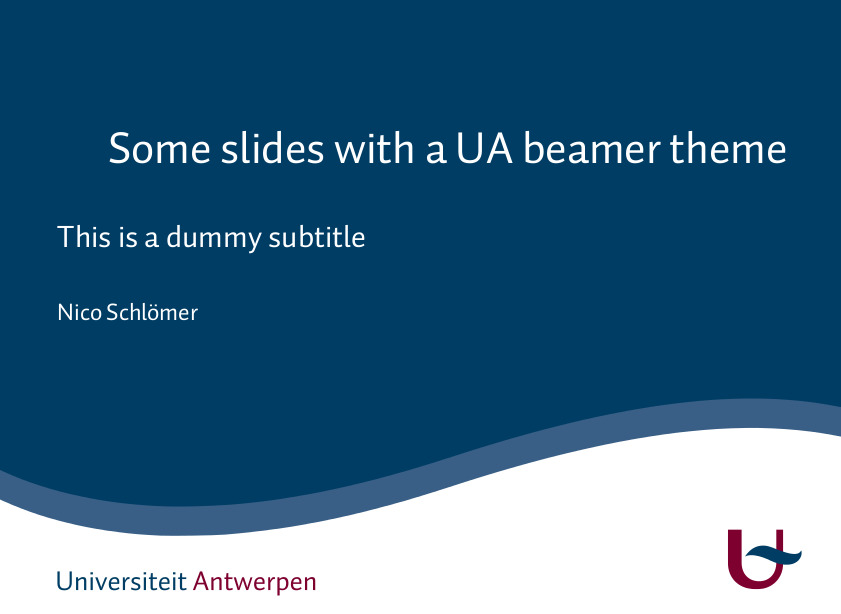 Some slides with a UA beamer theme
This is a dummy subtitle
Nico Schlömer
Universiteit Antwerpen